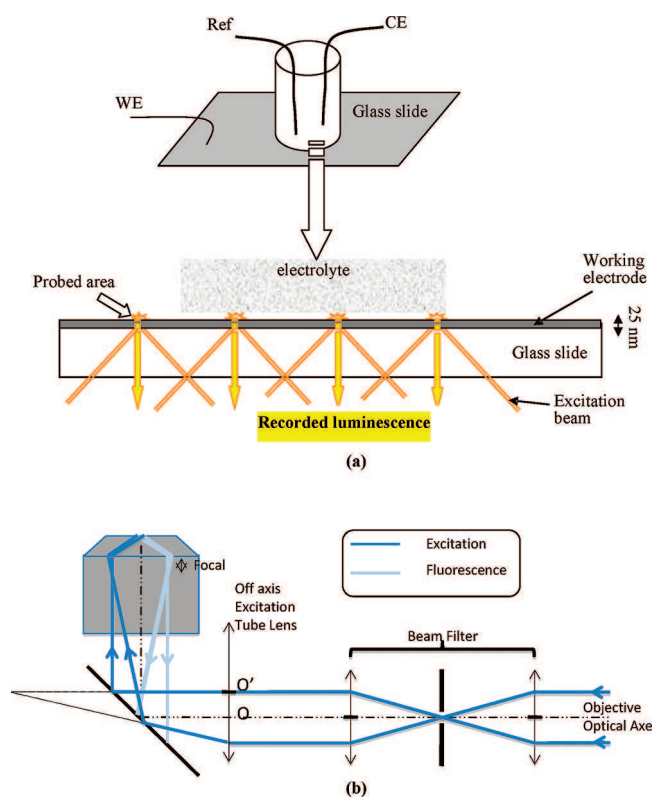 Ref
CE
WE
Glass slide
electrolyte
Probed area
Working
electrode
25 nm
Glass slide
Excitation
beam
Recorded luminescence
(a)
Excitation
Fluorescence
Focal
Off axis
Excitation
Tube Lens
Beam Filter
O'
O
Objective
Optical Axe
(b)